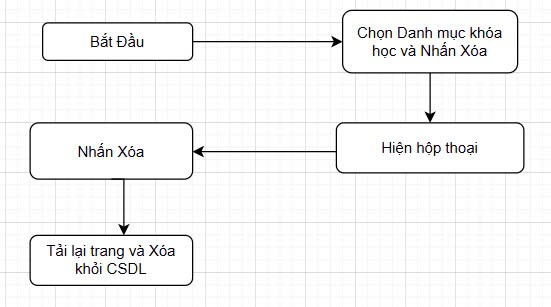 Bắt Đầu
Chọn Danh mục khóa
học và Nhấn Xóa
Hiện hộp thoại
Nhấn Xóa
Tải lại trang và Xóa
khỏi CSDL